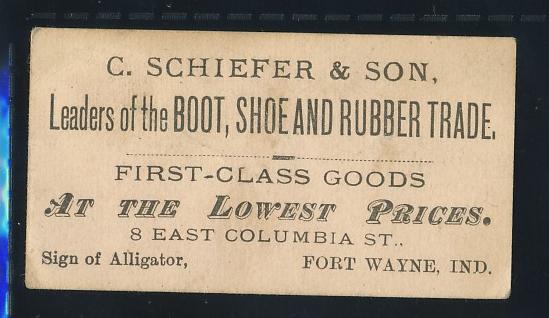 C. SCHIEFER & SON,
Leaders of the BOOT, SHOE AND RUBBER TRADE.
FIRST-CLASS GOODS
AT THE LOWEST PRICES.
8 EAST COLUMBIA ST..
Sign of Alligator, FORT WAYNE, IND.